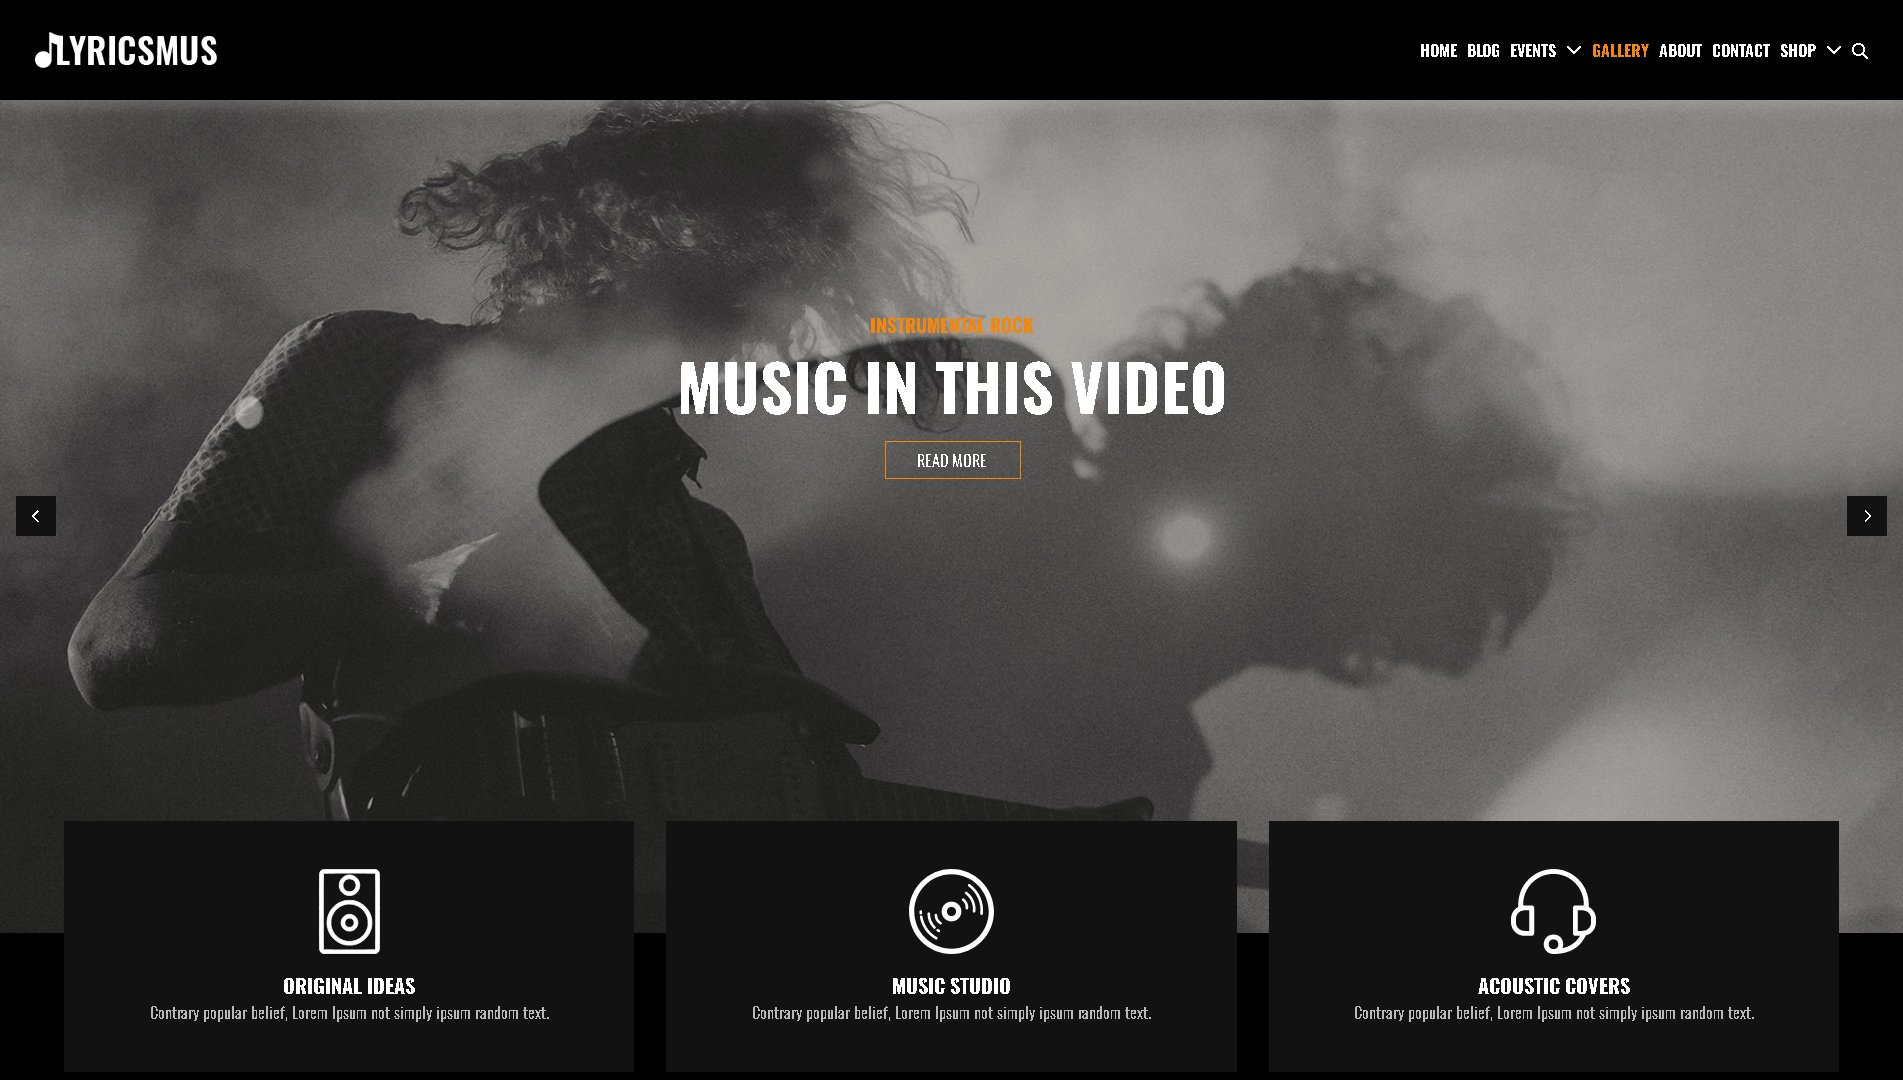 LYRICSMUS
HOME BLOG EVENTS GALLERY ABOUT CONTACT SHOP
INSTRUMENTAL ROCK
MUSIC IN THIS VIDEO
READ MORE
ORIGINAL IDEAS
Contrary popular belief, Lorem Ipsum not simply ipsum random text.
MUSIC STUDIO
Contrary popular belief, Lorem Ipsum not simply ipsum random text.
ACOUSTIC COVERS
Contrary popular belief, Lorem Ipsum not simply ipsum random text.